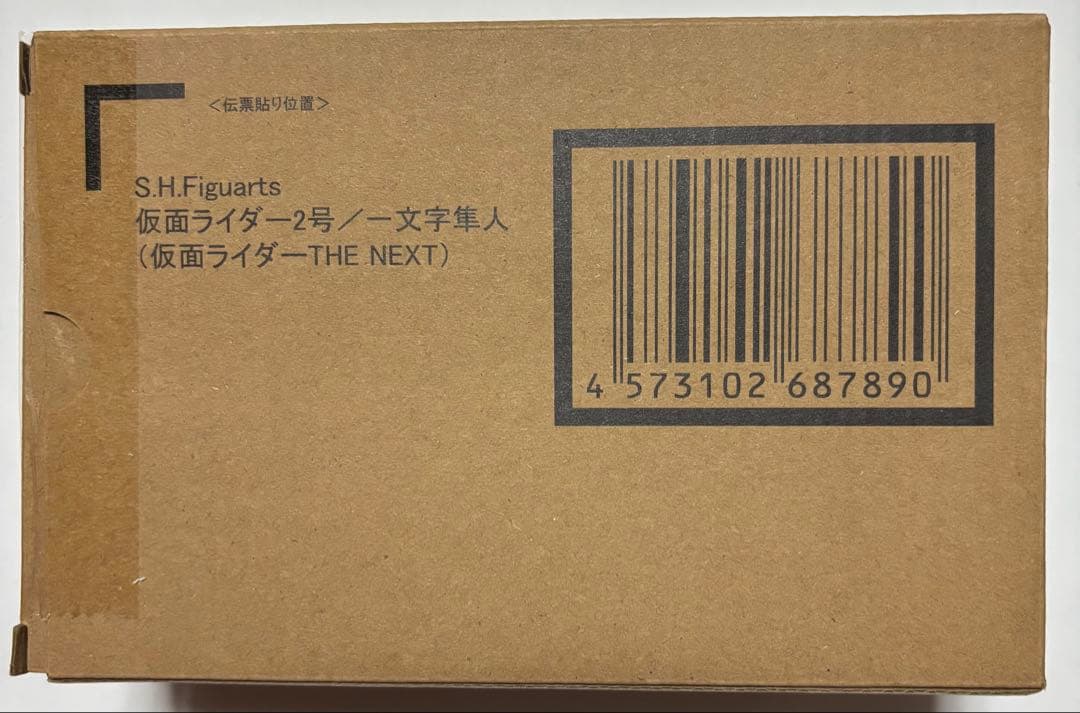 <伝票貼り位置>
S.H.Figuarts
仮面ライダー2号／一文字隼人
（仮面ライダーTHE NEXT）
4 573102 687890